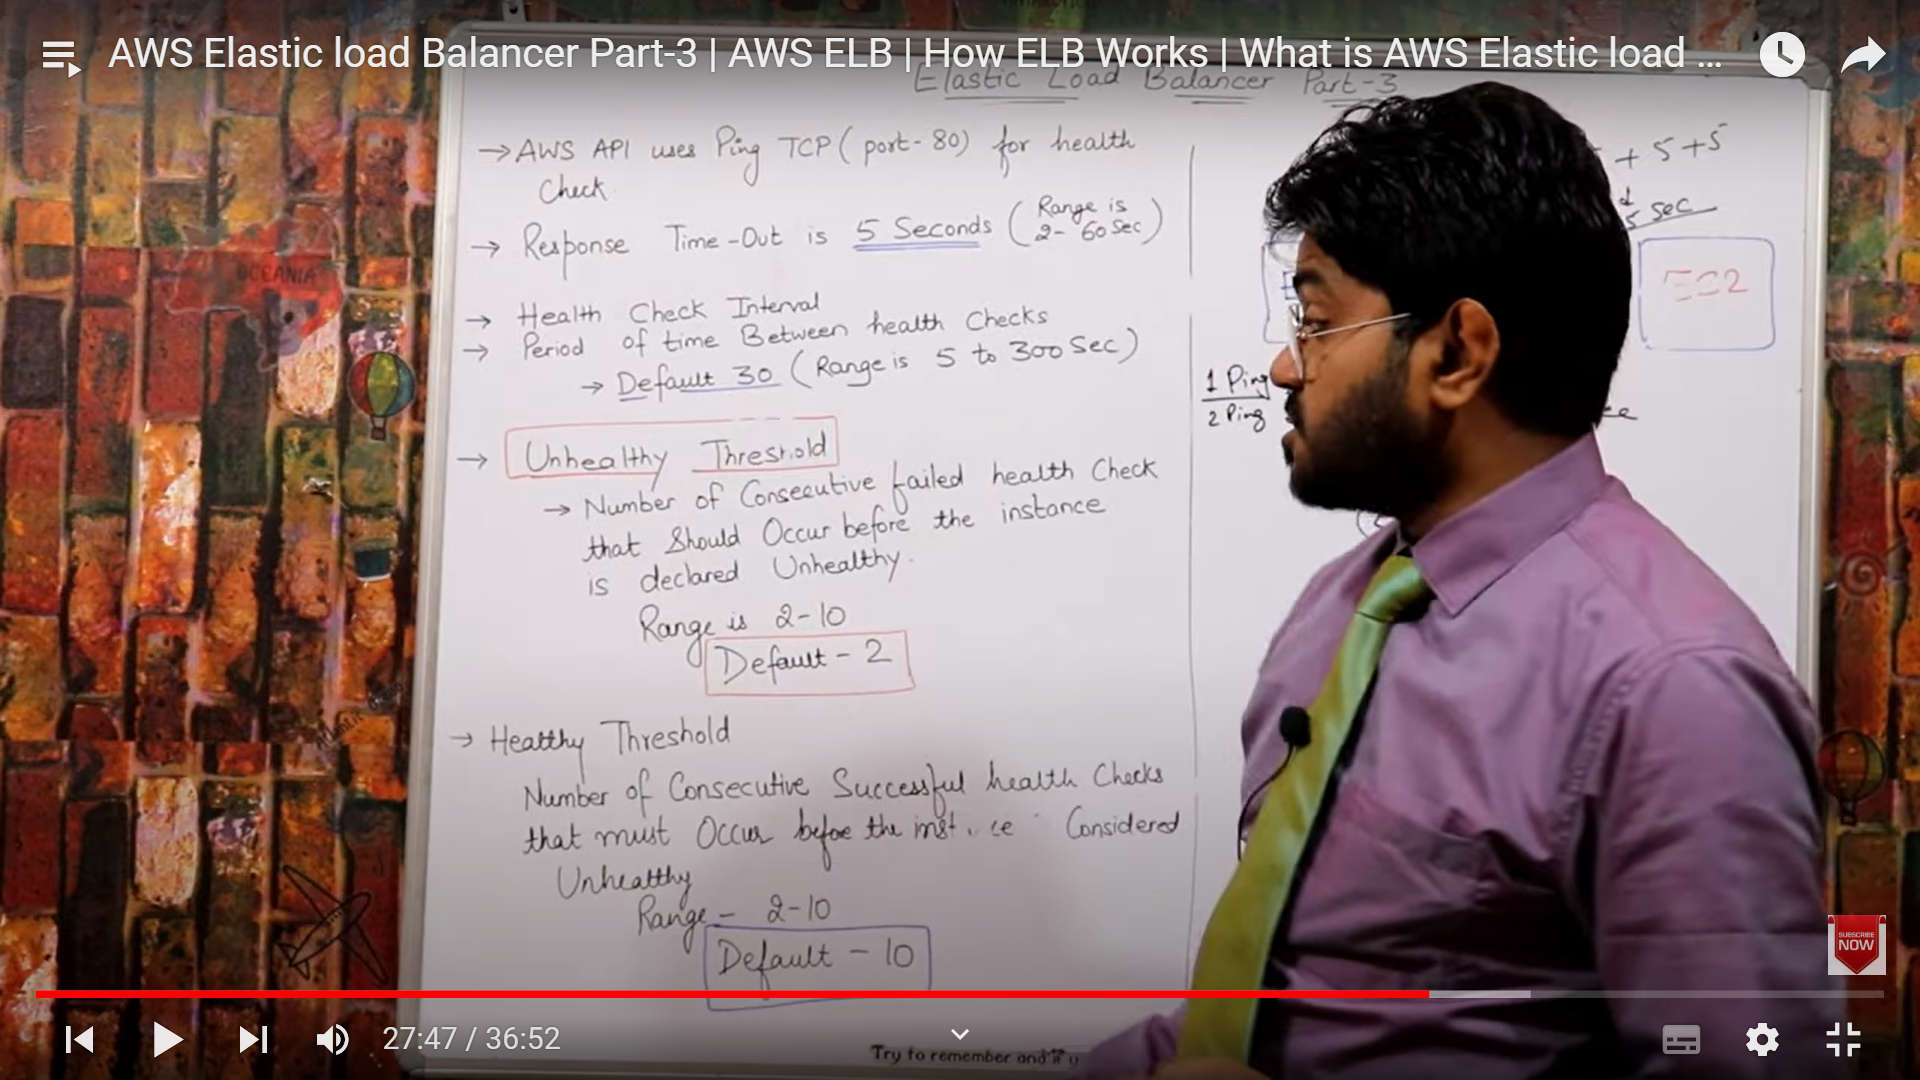 AWS Elastic load Balancer Part-3 | AWS ELB | How ELB Works | What is AWS Elastic load ...
Elastic Load Balancer Part-3
→ AWS API uses Ping TCP ( port- 80) for health
Check
→ Response Time-Out is 5 Seconds ( Range is
2- 60 Sec )
→ Health Check Interval
→ Period of time Between health Checks
→ Default 30 (Range is 5 to 300 Sec)
→ Unhealthy Threshold
→ Number of Consecutive failed health Check
that Should Occur before the instance
is declared Unhealthy.
Range is 2-10
Default - 2
→ Healthy Threshold
Number of Consecutive Successful health Checks
that must Occur before the Considered
Unhealthy
Range - 2-10
Default - 10
+ 5 +5
5 Sec
EC2
1 Ping
2 Ping
OCEANIA
SUBSCRIBE
NOW
27:47 / 36:52
Try to remember and if